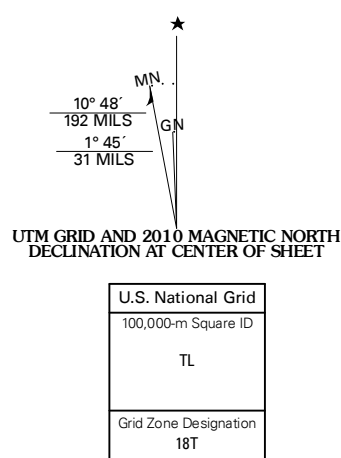 MN
10° 48´
192 MILS
GN
1° 45´
31 MILS
UTM GRID AND 2010 MAGNETIC NORTH
DECLINATION AT CENTER OF SHEET
U.S. National Grid
100,000-m Square ID
TL
Grid Zone Designation
18T